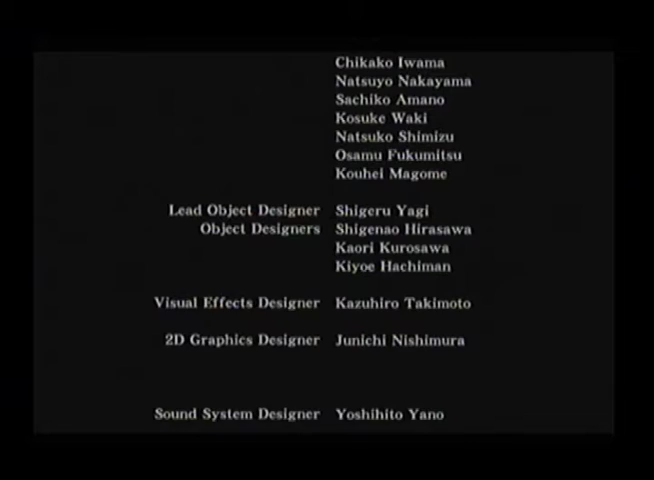 Chikako Iwama
Natsuyo Nakayama
Sachiko Amano
Kosuke Waki
Natsuko Shimizu
Osamu Fukumitsu
Kouhei Magome
Lead Object Designer Shigeru Yagi
Object Designers Shigenao Hirasawa
Kaori Kurosawa
Kiyoe Hachiman
Visual Effects Designer Kazuhiro Takimoto
2D Graphics Designer Junichi Nishimura
Sound System Designer Yoshihito Yano